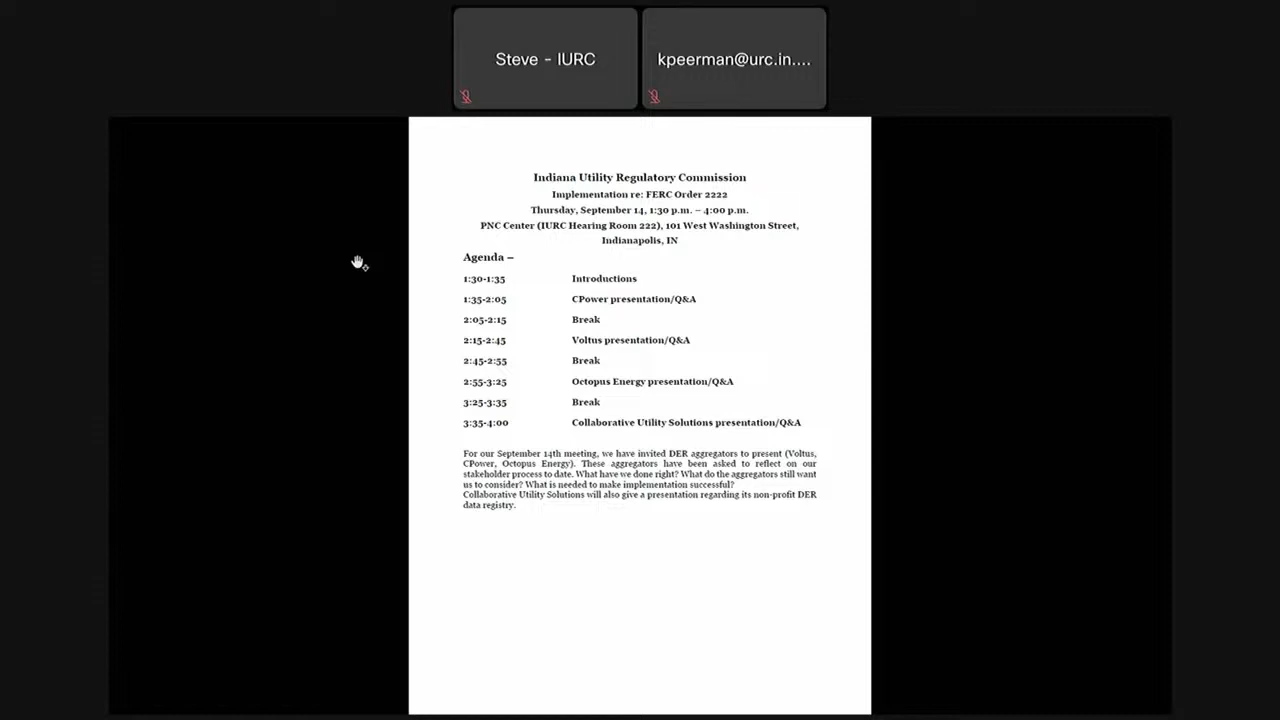 Steve - IURC
kpeerman@urc.in....
Indiana Utility Regulatory Commission
Implementation re: FERC Order 2222
Thursday, September 14, 1:30 p.m. – 4:00 p.m.
PNC Center (IURC Hearing Room 222), 101 West Washington Street,
Indianapolis, IN
Agenda –
1:30-1:35 Introductions
1:35-2:05 CPower presentation/Q&A
2:05-2:15 Break
2:15-2:45 Voltus presentation/Q&A
2:45-2:55 Break
2:55-3:25 Octopus Energy presentation/Q&A
3:25-3:35 Break
3:35-4:00 Collaborative Utility Solutions presentation/Q&A
For our September 14th meeting, we have invited DER aggregators to present (Voltus,
CPower, Octopus Energy). These aggregators have been asked to reflect on our
stakeholder process to date. What have we done right? What do the aggregators still want
us to consider? What is needed to make implementation successful?
Collaborative Utility Solutions will also give a presentation regarding its non-profit DER
data registry.